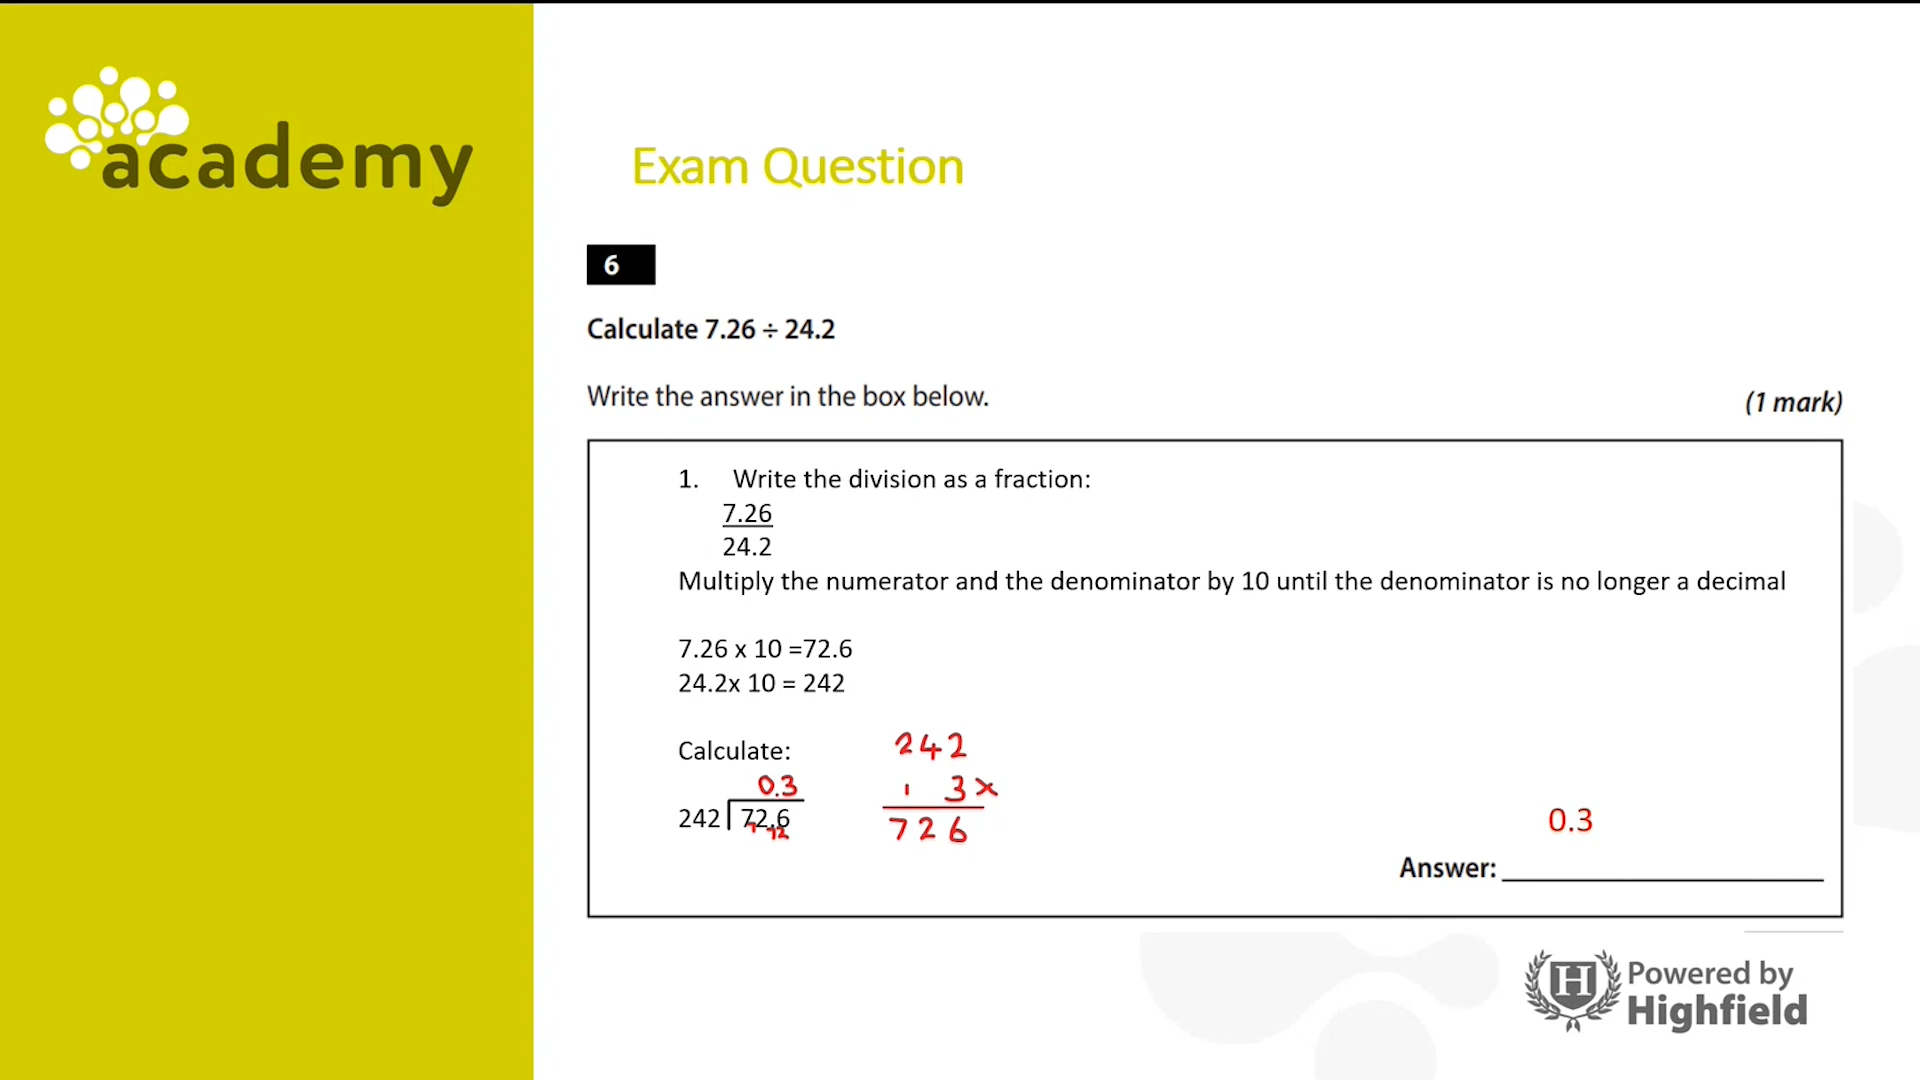 academy
Exam Question
6
Calculate 7.26 ÷ 24.2
Write the answer in the box below.
(1 mark)
1. Write the division as a fraction:
7.26
24.2
Multiply the numerator and the denominator by 10 until the denominator is no longer a decimal
7.26 x 10 =72.6
24.2x 10 = 242
Calculate:
0.3
242 72.6
7 72
242
1 3x
726
0.3
Answer:
H
Powered by
Highfield